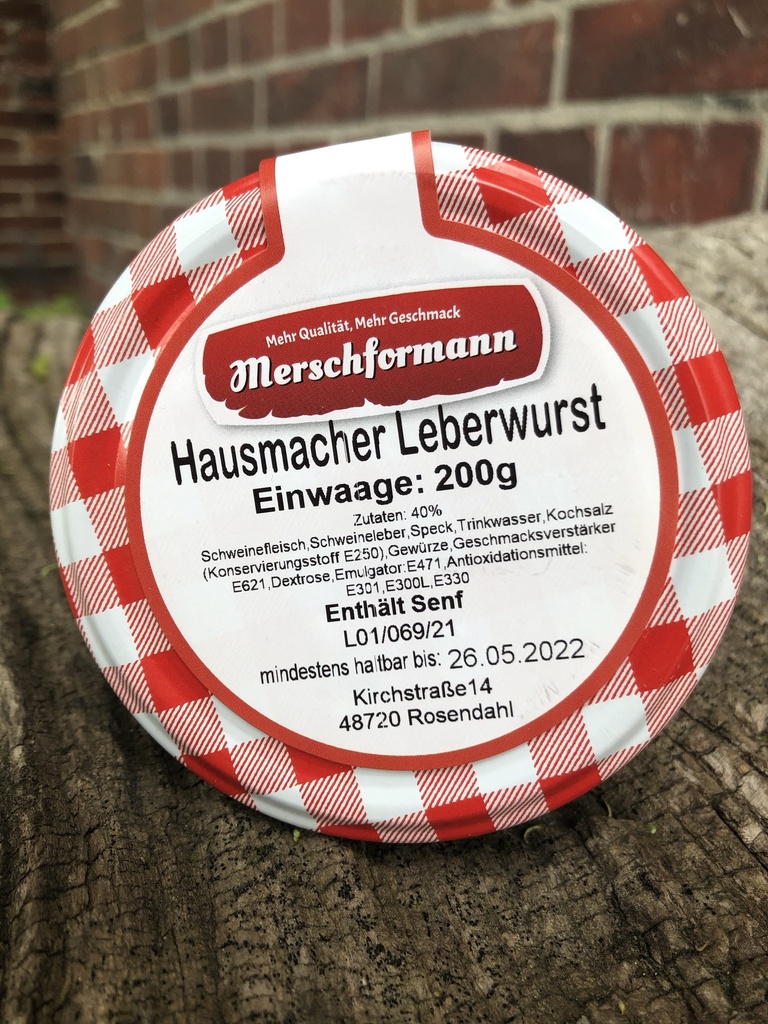 Mehr Qualität, Mehr Geschmack
Merschformann
Hausmacher Leberwurst
Einwaage: 200g
Zutaten: 40%
Schweinefleisch,Schweineleber,Speck,Trinkwasser,Kochsalz
(Konservierungsstoff E250),Gewürze,Geschmacksverstärker
E621,Dextrose,Emulgator:E471,Antioxidationsmittel:
E301,E300L,E330
Enthält Senf
L01/069/21
mindestens haltbar bis: 26.05.2022
Kirchstraße14
48720 Rosendahl